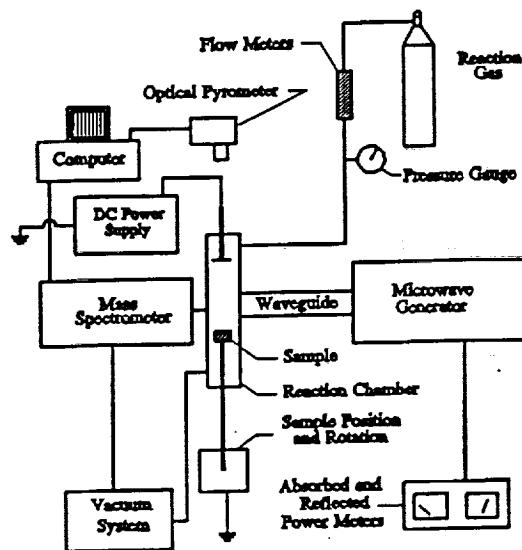 Flow Meters
Reaction
Gas
Optical Pyrometer
Computer
Pressure Gauge
DC Power
Supply
Mass
Spectrometer
Waveguide
Microwave
Generator
Sample
Reaction Chamber
Sample Position
and Rotation
Absorbed and
Reflected
Power Meters
Vacuum
System